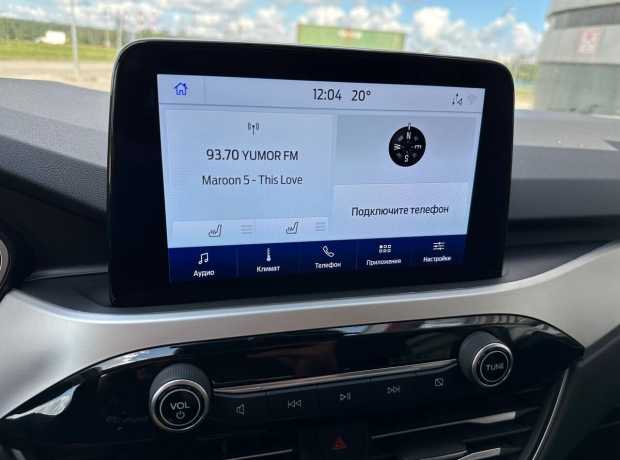 12:04 20°
93.70 YUMOR FM
Maroon 5 - This Love
N
W E
S
Подключите телефон
Аудио
Климат
Телефон
Приложения
Настройки
VOL
TUNE